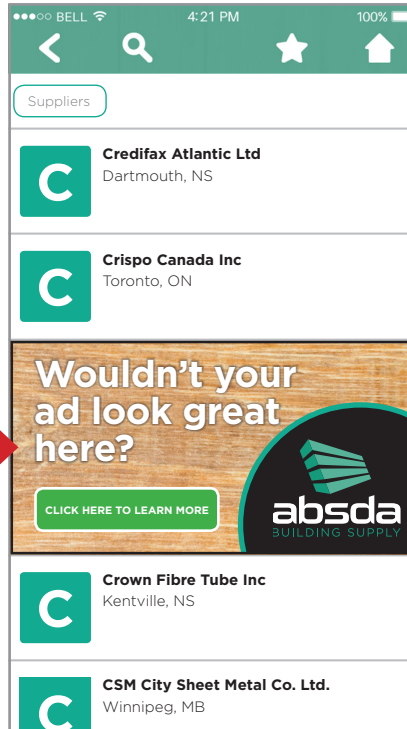 BELL 4:21 PM 100%
Suppliers
C
Credifax Atlantic Ltd
Dartmouth, NS
C
Crispo Canada Inc
Toronto, ON
Wouldn't your
ad look great
here?
CLICK HERE TO LEARN MORE
absda
BUILDING SUPPLY
C
Crown Fibre Tube Inc
Kentville, NS
C
CSM City Sheet Metal Co. Ltd.
Winnipeg, MB